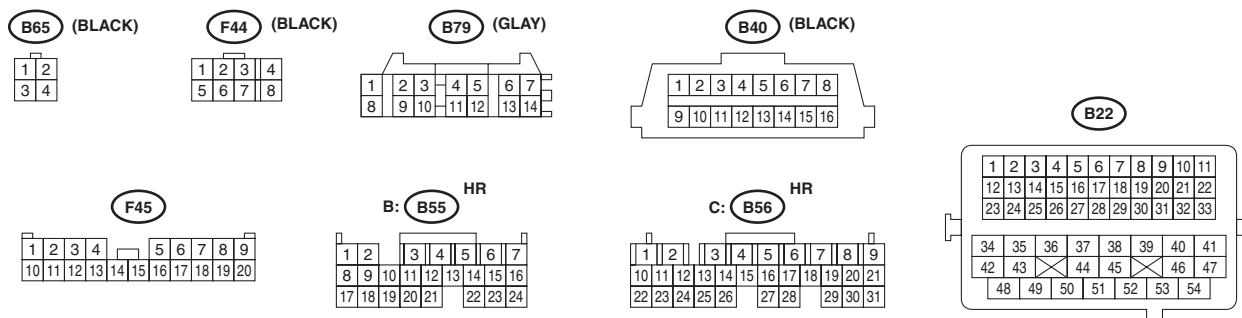 B65 (BLACK)
1 2
3 4
F44 (BLACK)
1 2 3 4
5 6 7 8
B79 (GLAY)
1 2 3 4 5 6 7
8 9 10 11 12 13 14
B40 (BLACK)
1 2 3 4 5 6 7 8
9 10 11 12 13 14 15 16
B22
1 2 3 4 5 6 7 8 9 10 11
12 13 14 15 16 17 18 19 20 21 22
23 24 25 26 27 28 29 30 31 32 33
34 35 36 37 38 39 40 41
42 43 44 45 46 47
48 49 50 51 52 53 54
F45
1 2 3 4 5 6 7 8 9
10 11 12 13 14 15 16 17 18 19 20
HR
B: B55
1 2 3 4 5 6 7
8 9 10 11 12 13 14 15 16
17 18 19 20 21 22 23 24
HR
C: B56
1 2 3 4 5 6 7 8 9
10 11 12 13 14 15 16 17 18 19 20 21
22 23 24 25 26 27 28 29 30 31